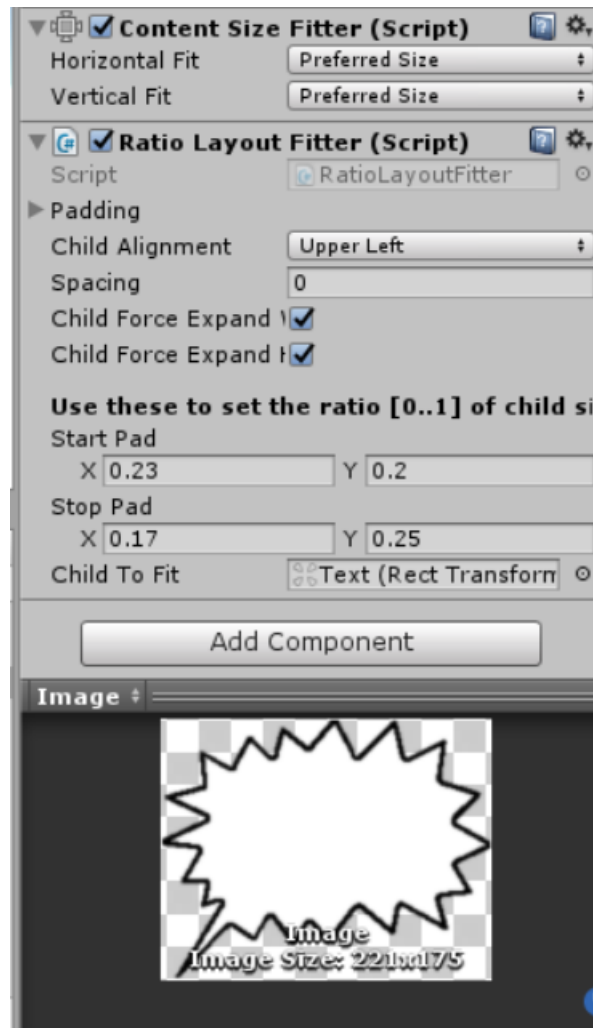 Content Size Fitter (Script)
Horizontal Fit Preferred Size
Vertical Fit Preferred Size
Ratio Layout Fitter (Script)
Script RatioLayoutFitter
Padding
Child Alignment Upper Left
Spacing 0
Child Force Expand
Child Force Expand
Use these to set the ratio [0..1] of child si
Start Pad
X 0.23 Y 0.2
Stop Pad
X 0.17 Y 0.25
Child To Fit Text (Rect Transform
Add Component
Image
Image
Image Size: 221x175